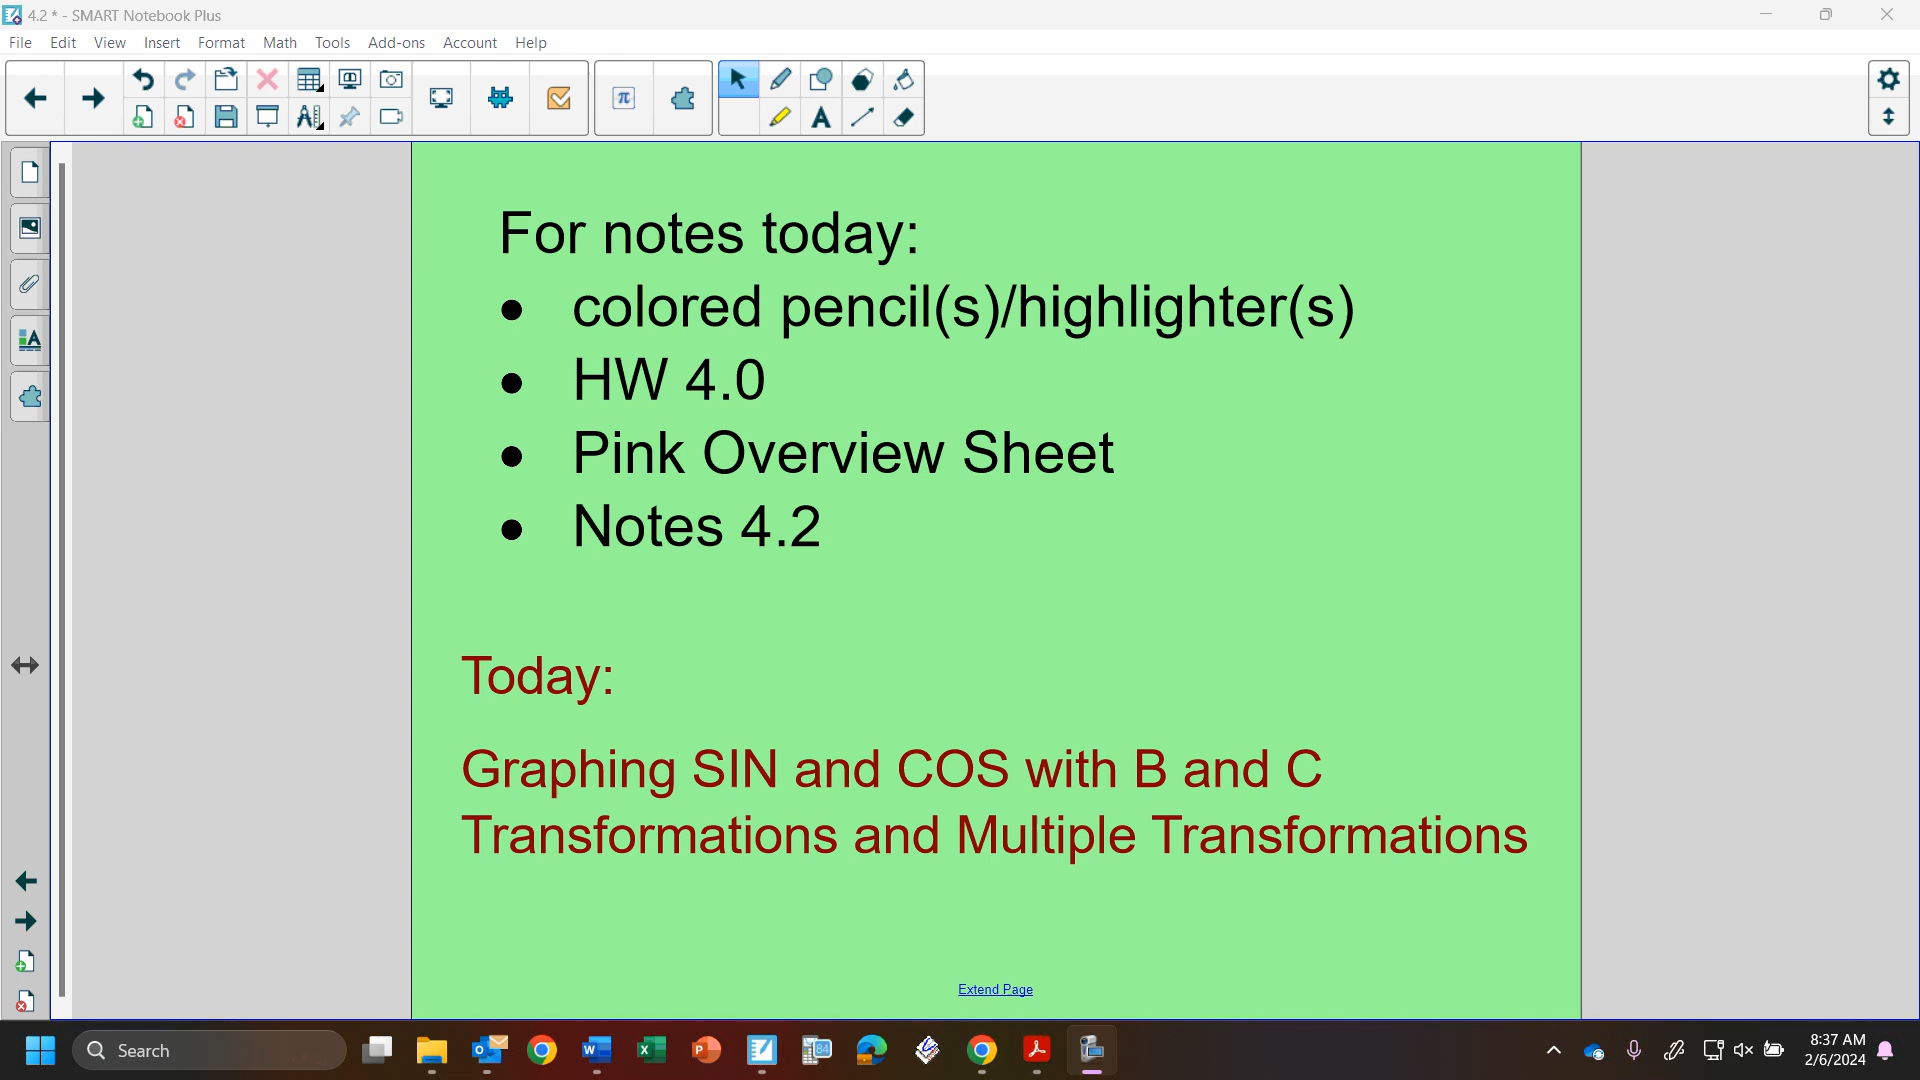 4.2 * - SMART Notebook Plus
File Edit View Insert Format Math Tools Add-ons Account Help
For notes today:
• colored pencil(s)/highlighter(s)
• HW 4.0
• Pink Overview Sheet
• Notes 4.2
Today:
Graphing SIN and COS with B and C
Transformations and Multiple Transformations
Extend Page
Search
84
8:37 AM
2/6/2024